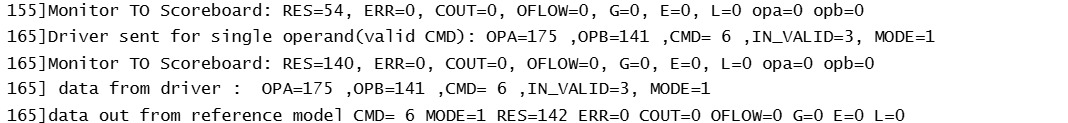 155]Monitor TO Scoreboard: RES=54, ERR=0, COUT=0, OFLOW=0, G=0, E=0, L=0 opa=0 opb=0
165]Driver sent for single operand(valid CMD): OPA=175 ,OPB=141 ,CMD= 6 ,IN_VALID=3, MODE=1
165]Monitor TO Scoreboard: RES=140, ERR=0, COUT=0, OFLOW=0, G=0, E=0, L=0 opa=0 opb=0
165] data from driver :  OPA=175 ,OPB=141 ,CMD= 6 ,IN_VALID=3, MODE=1
165]data out from reference model CMD= 6 MODE=1 RES=142 ERR=0 COUT=0 OFLOW=0 G=0 E=0 L=0